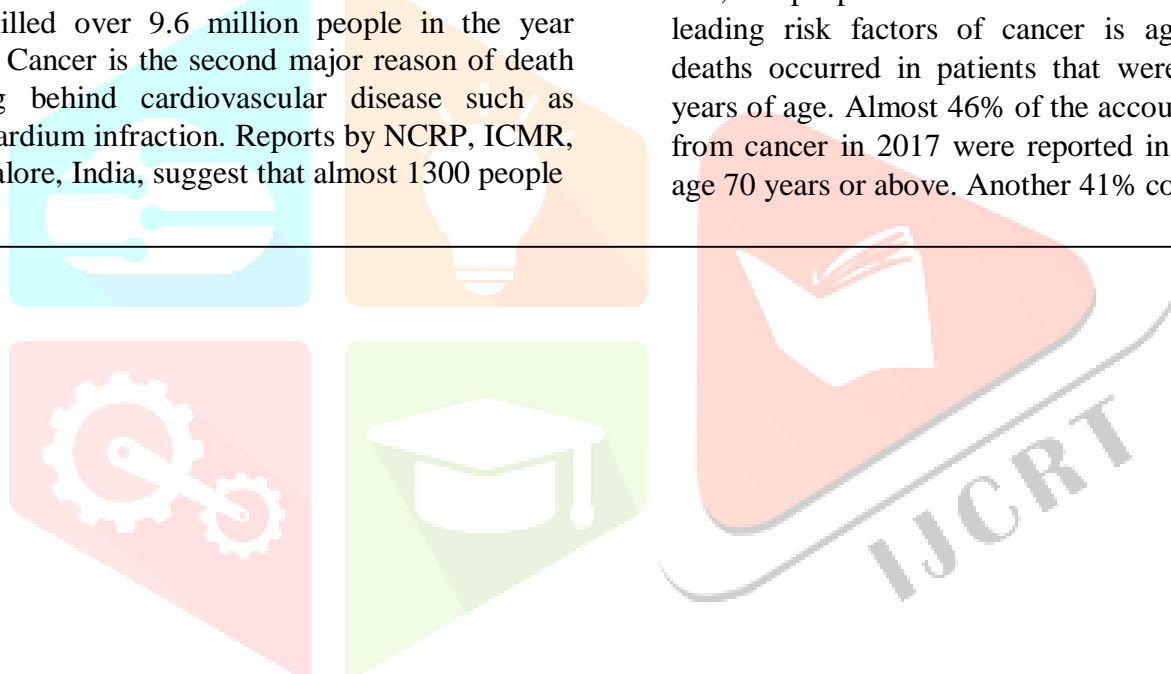 illed over 9.6 million people in the year
Cancer is the second major reason of death
behind cardiovascular disease such as
ardium infraction. Reports by NCRP, ICMR,
alore, India, suggest that almost 1300 people
leading risk factors of cancer is ag
deaths occurred in patients that were
years of age. Almost 46% of the accou
from cancer in 2017 were reported in
age 70 years or above. Another 41% co
IJCRT